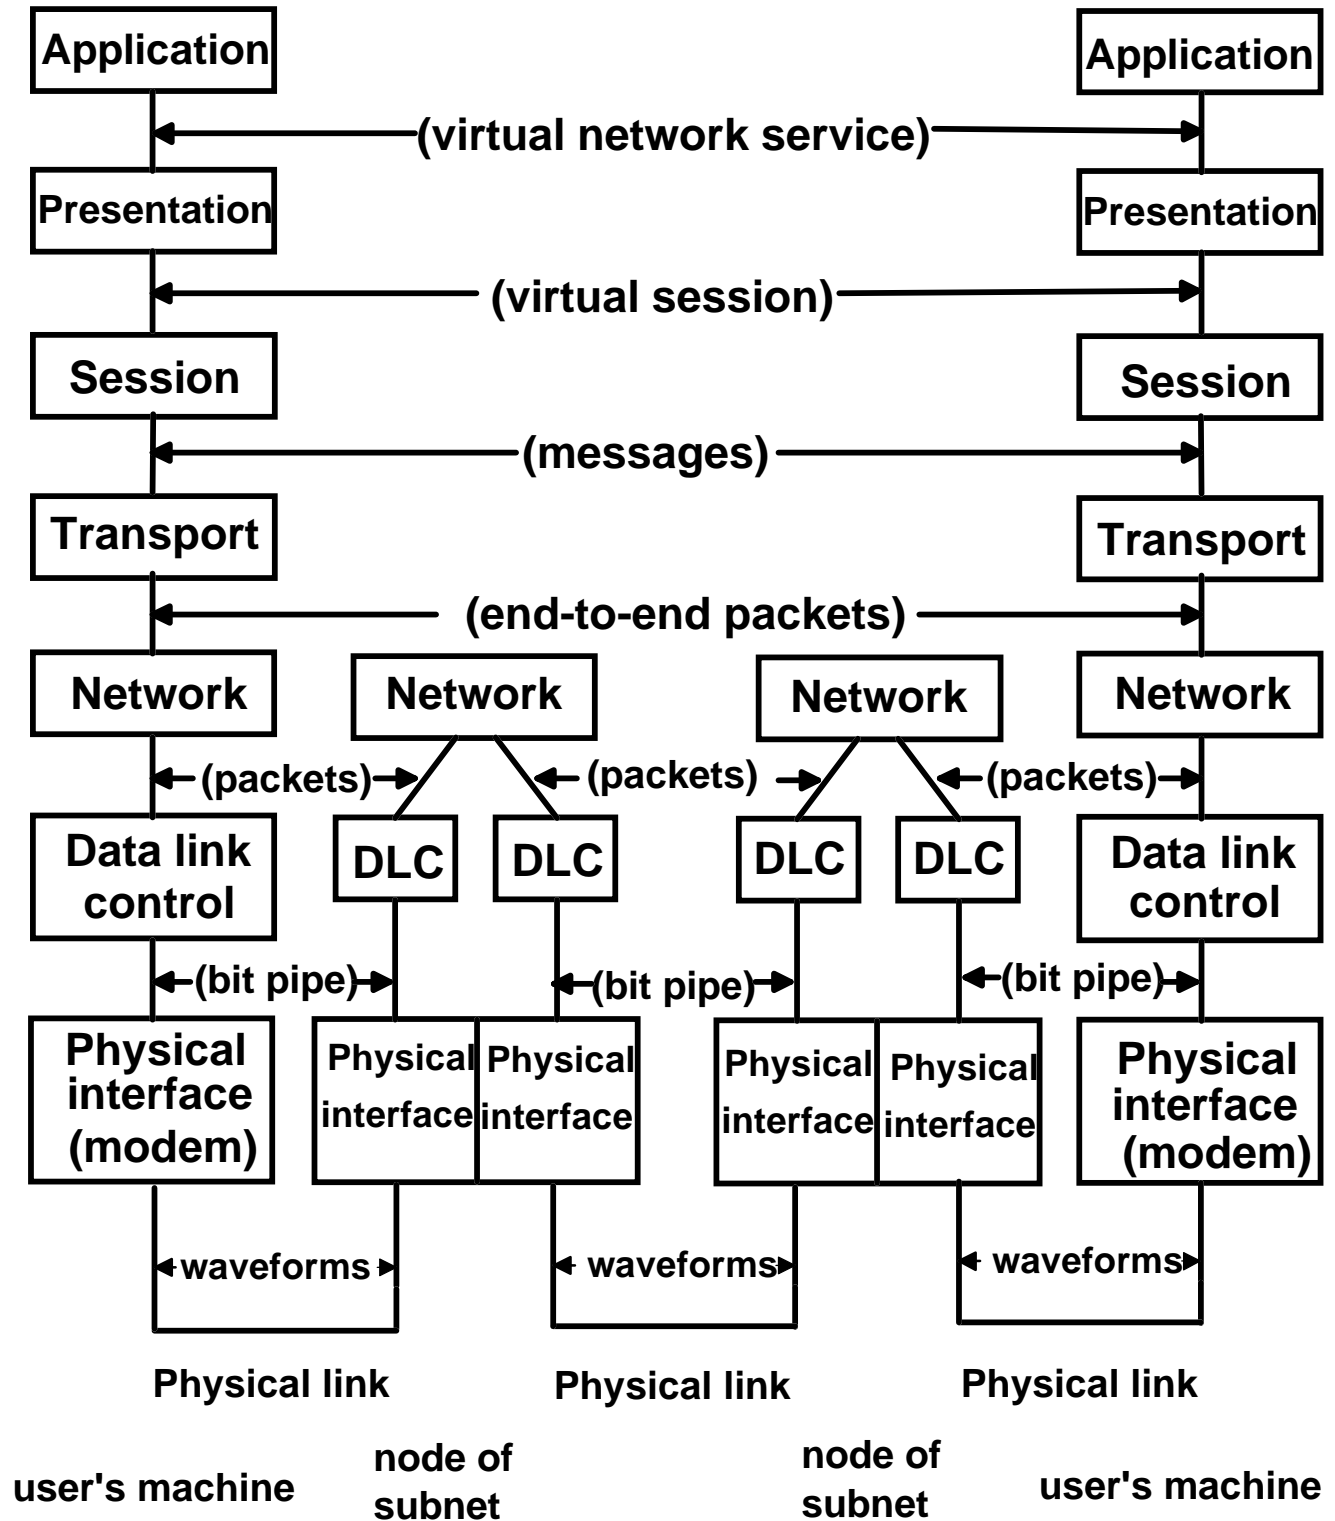 Application
Application
(virtual network service)
Presentation
Presentation
(virtual session)
Session
Session
(messages)
Transport
Transport
(end-to-end packets)
Network
Network
Network
Network
(packets)
(packets)
(packets)
Data link
control
DLC
DLC
DLC
DLC
Data link
control
(bit pipe)
(bit pipe)
(bit pipe)
Physical
interface
(modem)
Physical
interface
Physical
interface
Physical
interface
Physical
interface
Physical
interface
(modem)
waveforms
waveforms
waveforms
Physical link
Physical link
Physical link
user's machine
node of
subnet
node of
subnet
user's machine